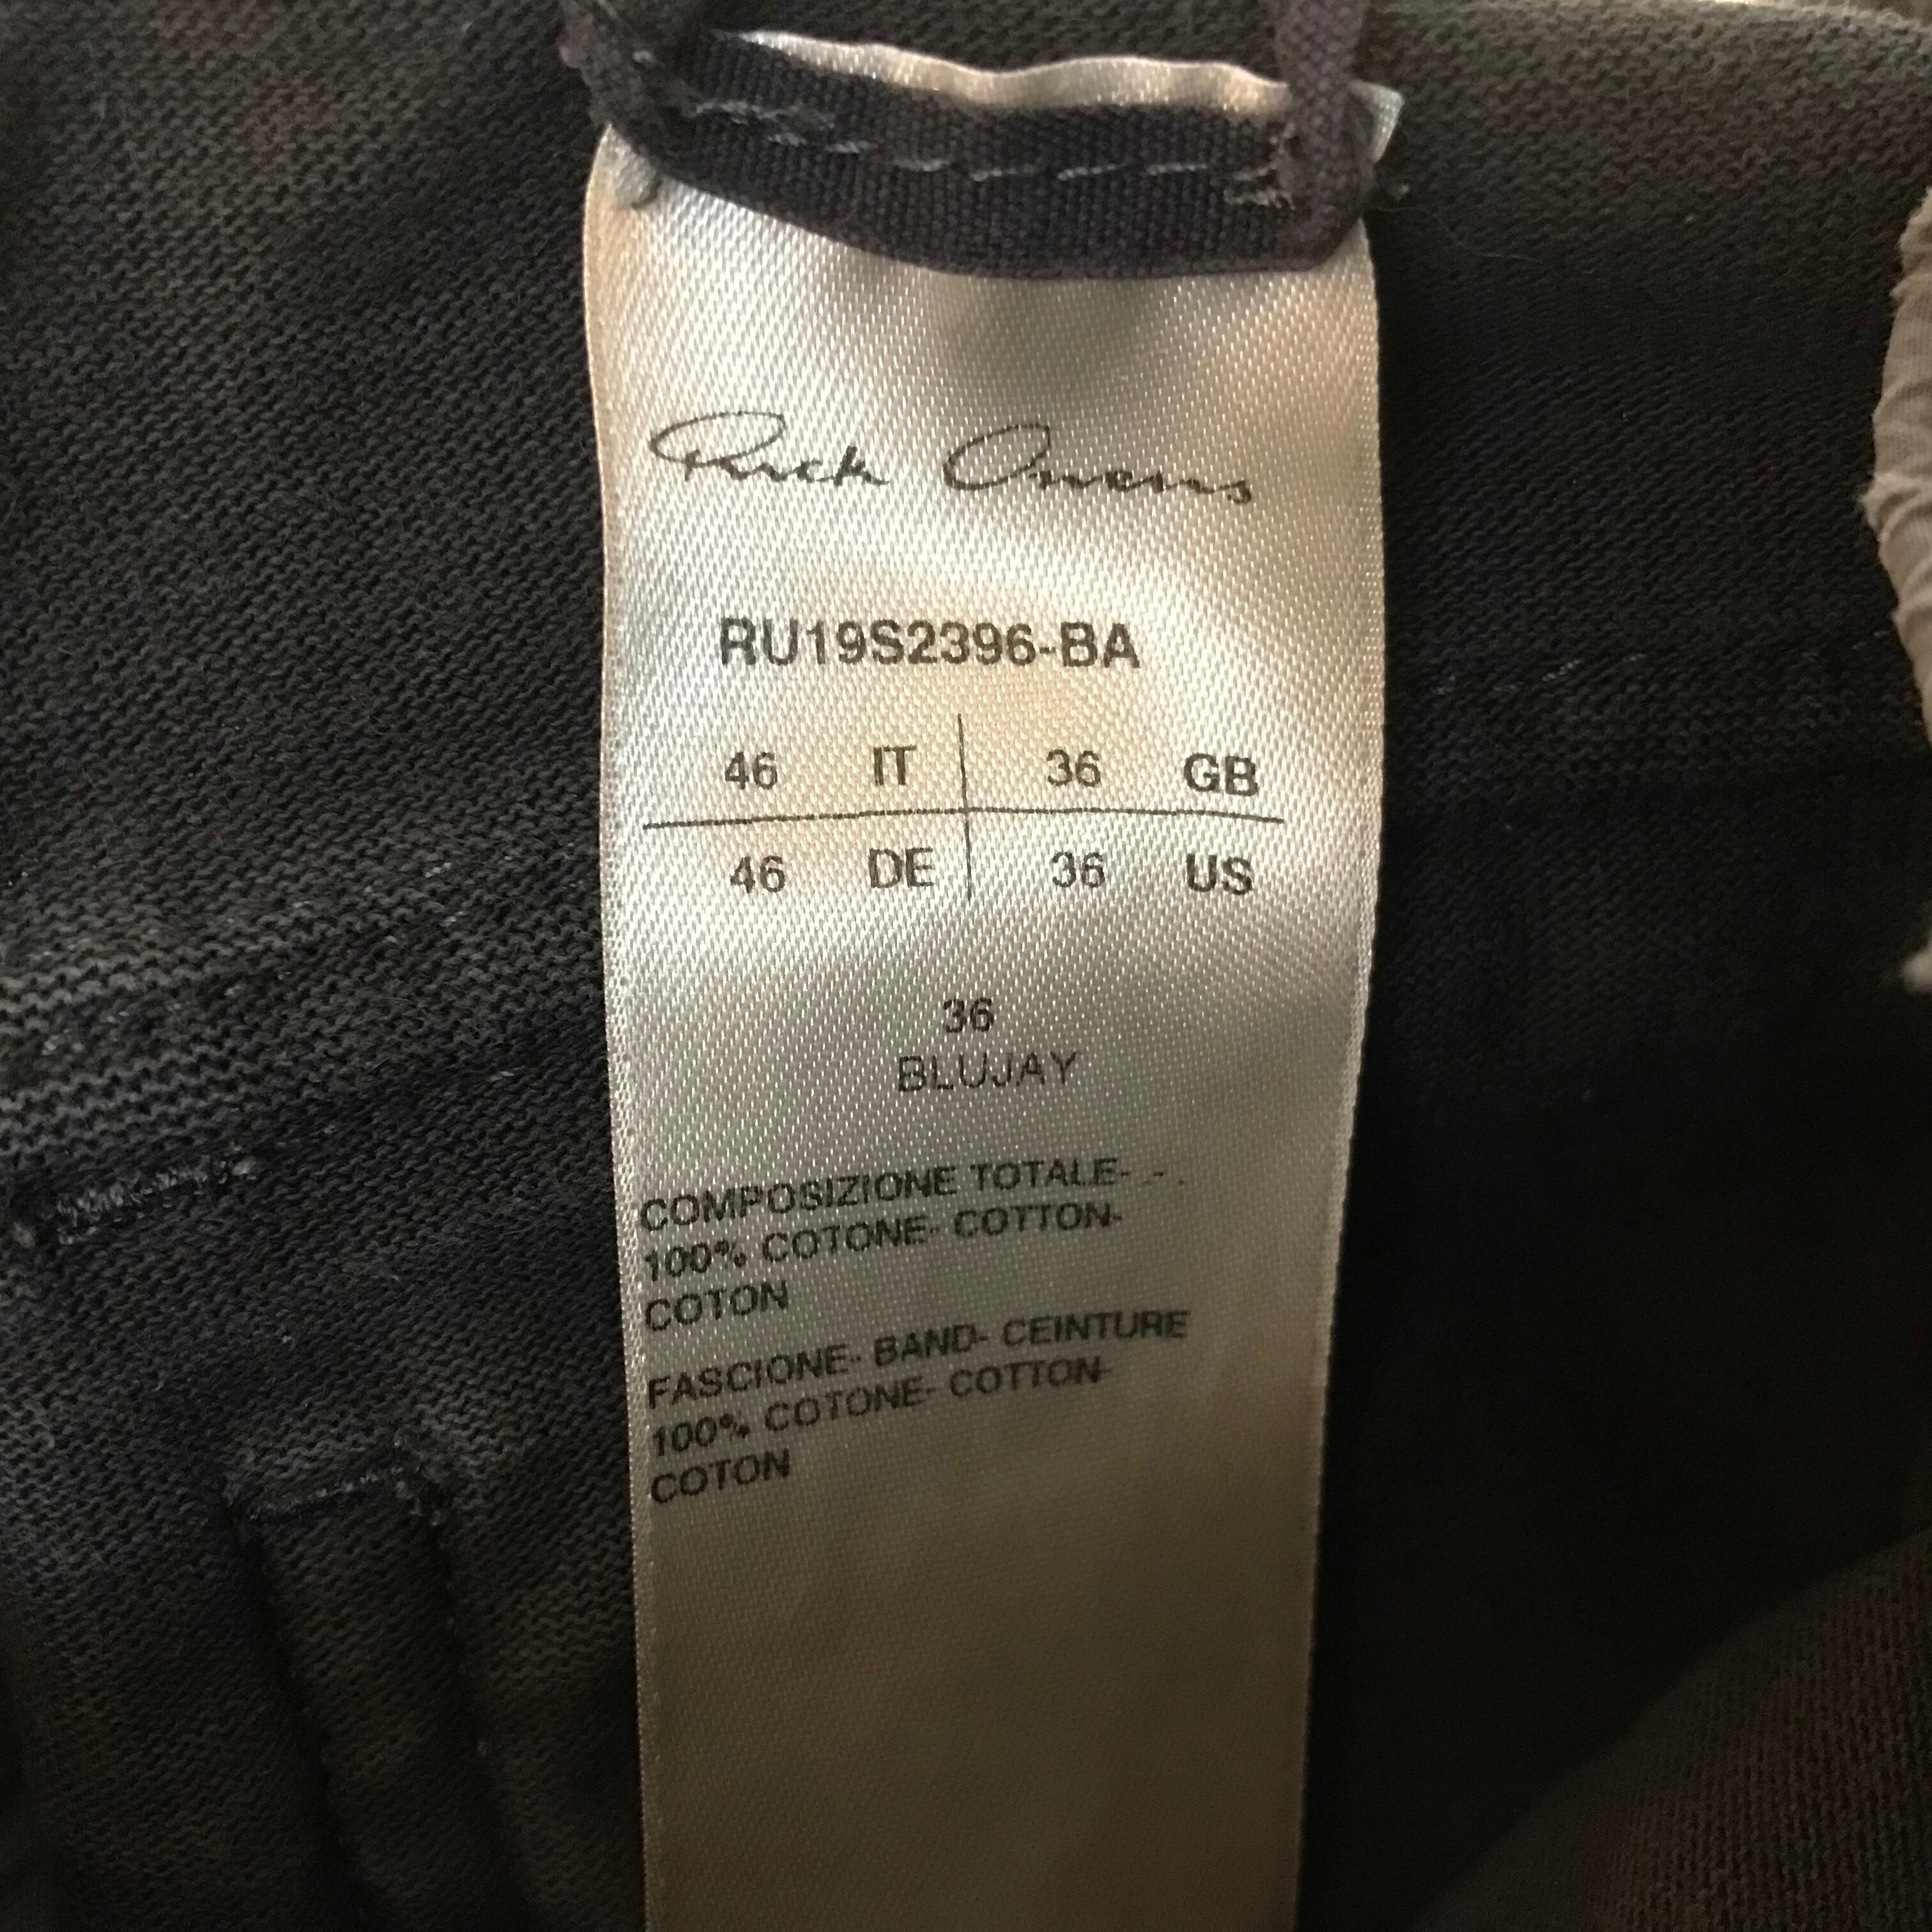 Rick Owens
RU19S2396-BA
46 IT 36 GB
46 DE 36 US
36
BLUJAY
COMPOSIZIONE TOTALE- - .
100% COTONE- COTTON-
COTON
FASCIONE- BAND- CEINTURE
100% COTONE- COTTON-
COTON